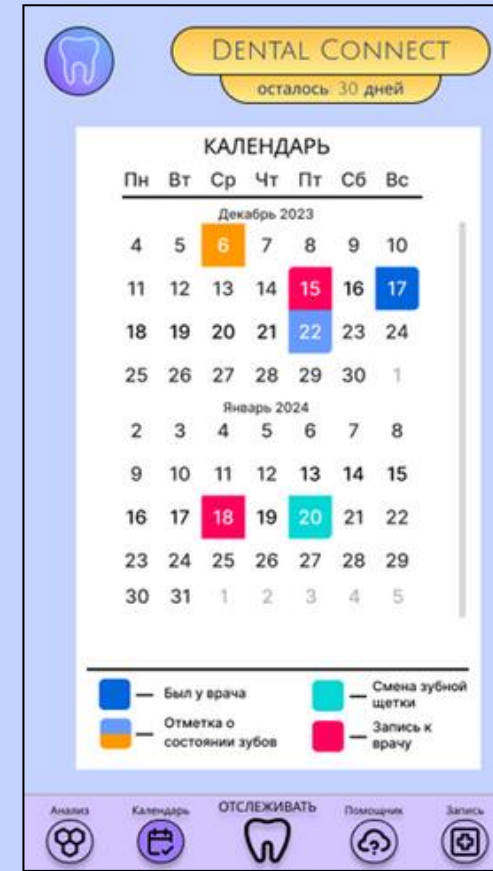 DENTAL CONNECT
осталось: 30 дней
КАЛЕНДАРЬ
Пн Вт Ср Чт Пт Сб Вс
Декабрь 2023
4 5 6 7 8 9 10
11 12 13 14 15 16 17
18 19 20 21 22 23 24
25 26 27 28 29 30 1
Январь 2024
2 3 4 5 6 7 8
9 10 11 12 13 14 15
16 17 18 19 20 21 22
23 24 25 26 27 28 29
30 31 1 2 3 4 5
— Был у врача
— Смена зубной
щетки
— Отметка о
состоянии зубов
— Запись к
врачу
Анализ
Календарь
ОТСЛЕЖИВАТЬ
Помощник
Запись